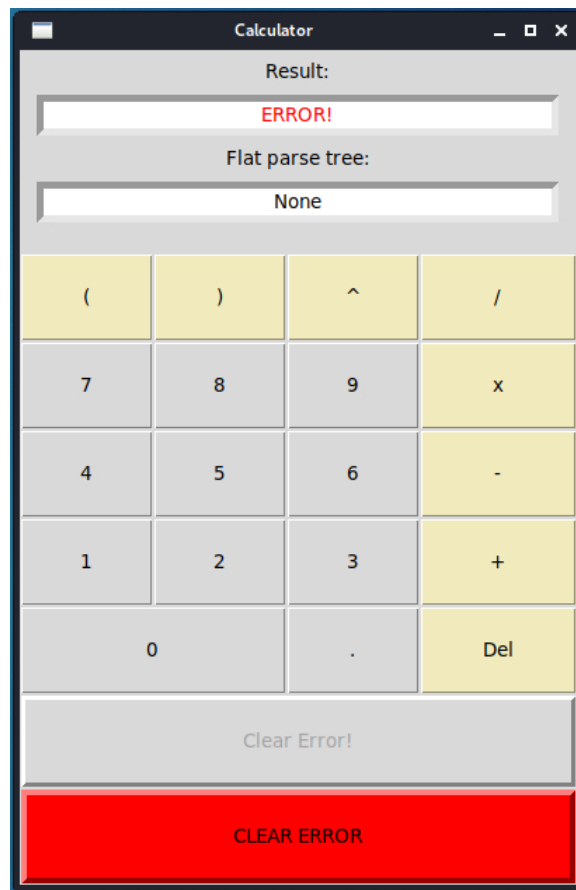 Calculator
Result:
ERROR!
Flat parse tree:
None
( ) ^ /
7 8 9 x
4 5 6 -
1 2 3 +
0 . Del
Clear Error!
CLEAR ERROR